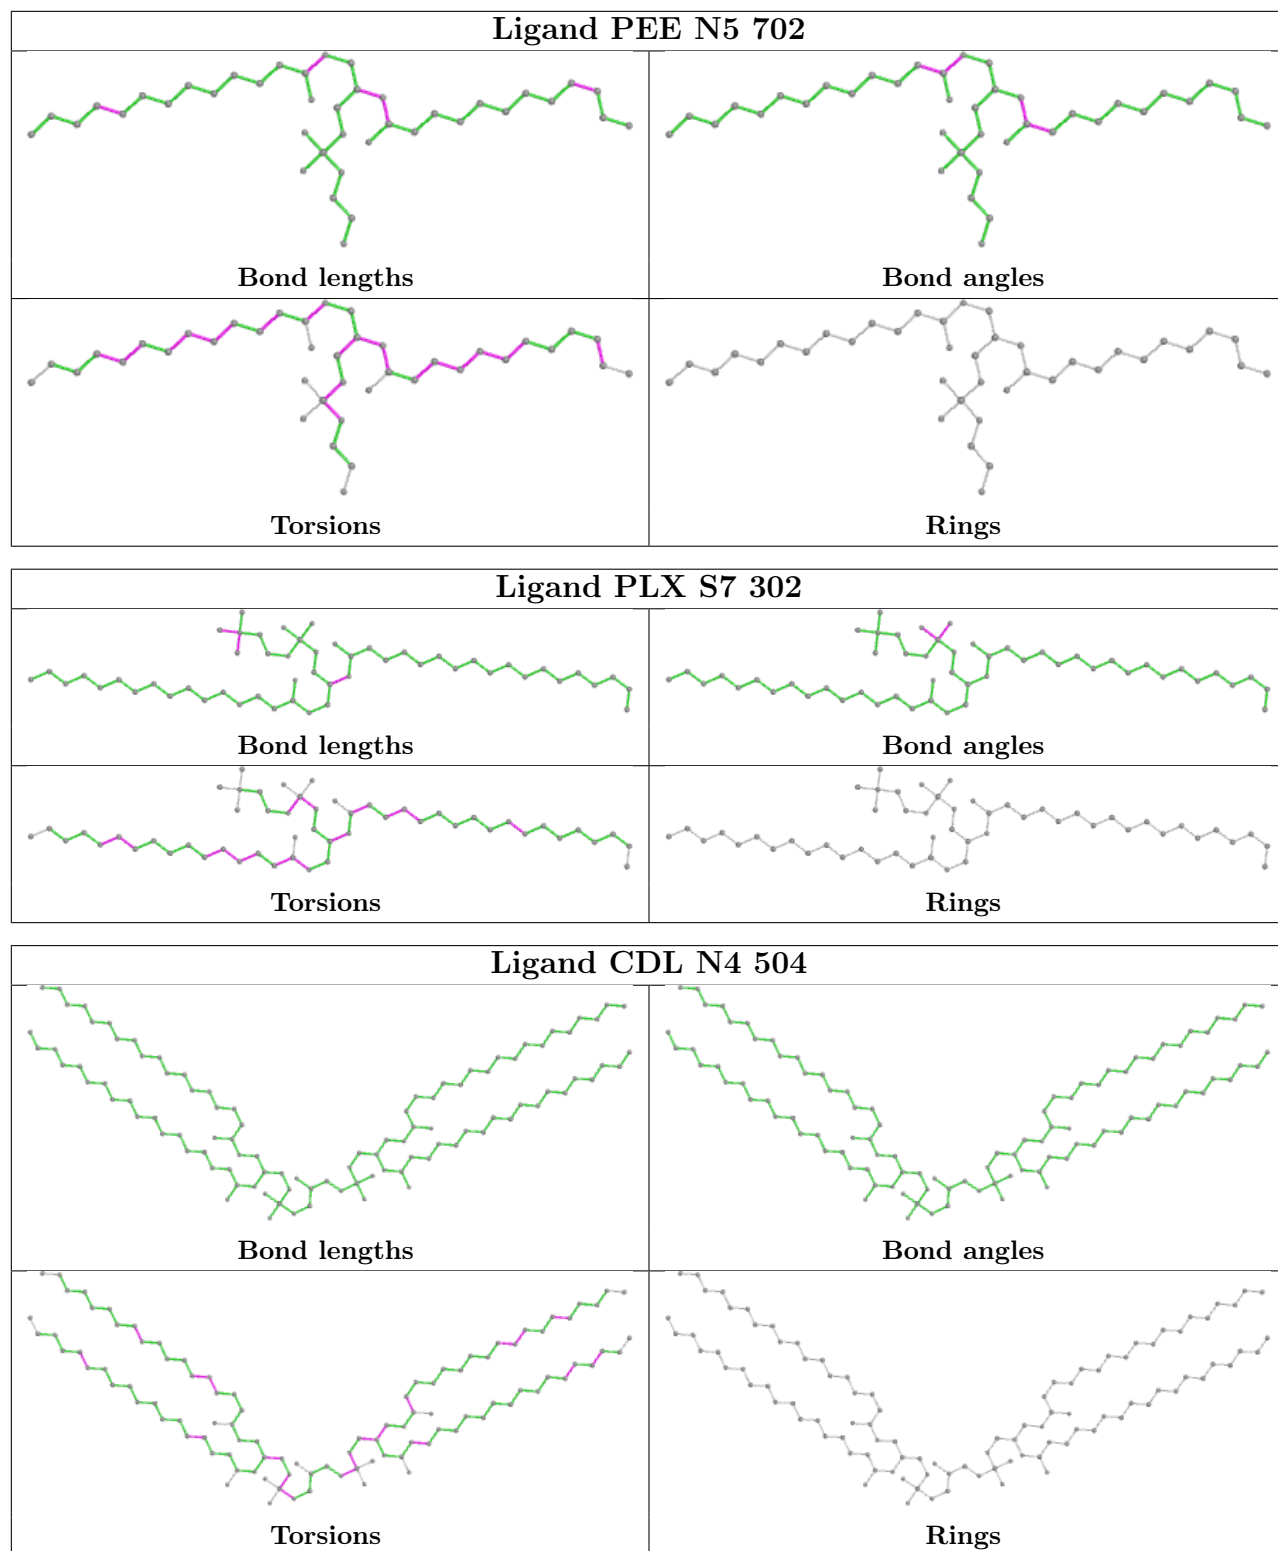 Ligand PEE N5 702
Bond lengths
Bond angles
Torsions
Rings
Ligand PLX S7 302
Bond lengths
Bond angles
Torsions
Rings
Ligand CDL N4 504
Bond lengths
Bond angles
Torsions
Rings